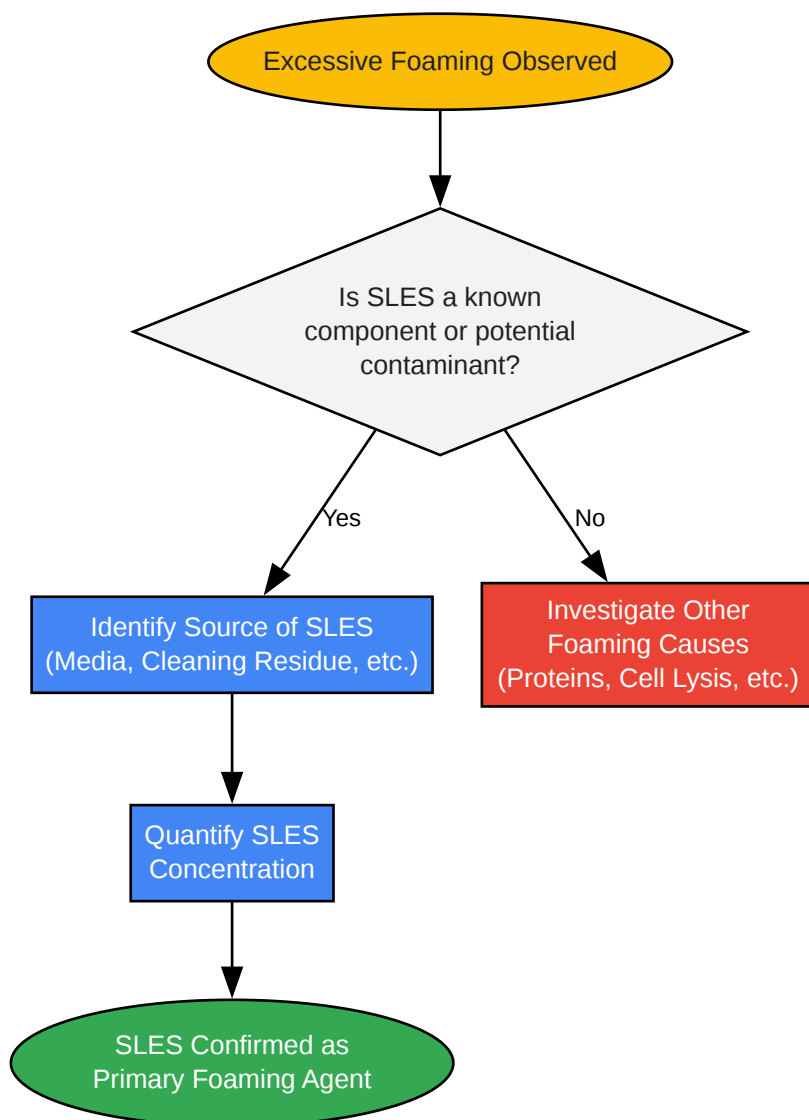 Excessive Foaming Observed
Is SLES a known
component or potential
contaminant?
Yes
No
Identify Source of SLES
(Media, Cleaning Residue, etc.)
Investigate Other
Foaming Causes
(Proteins, Cell Lysis, etc.)
Quantify SLES
Concentration
SLES Confirmed as
Primary Foaming Agent